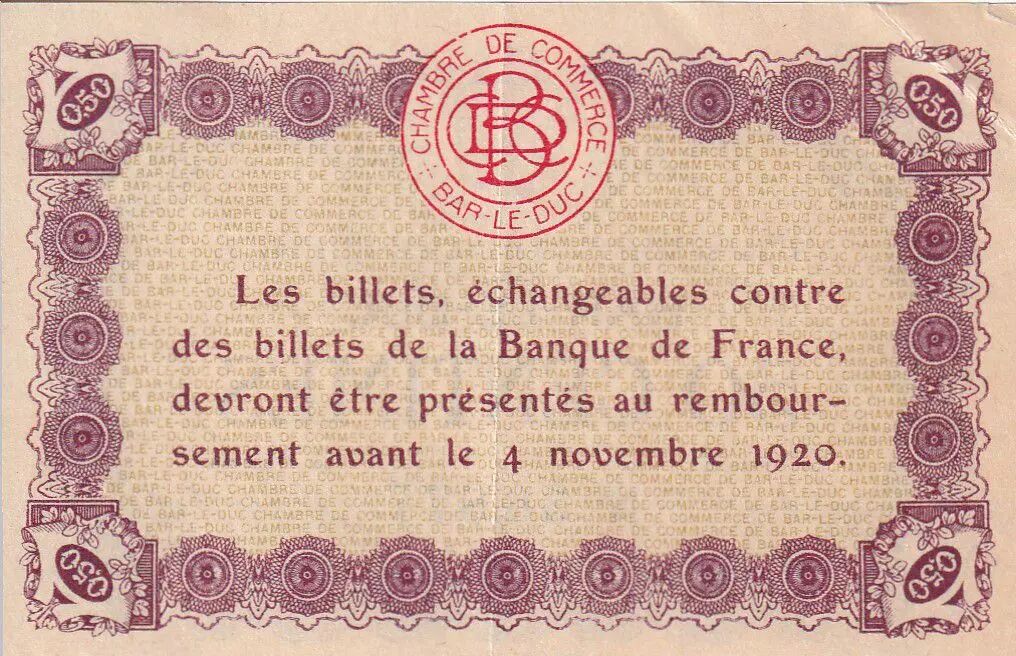 0,50
CHAMBRE DE COMMERCE
BAR-LE-DUC
0,50
Les billets, échangeables contre
des billets de la Banque de France,
devront être présentés au rembour-
sement avant le 4 novembre 1920.
0,50
0,50